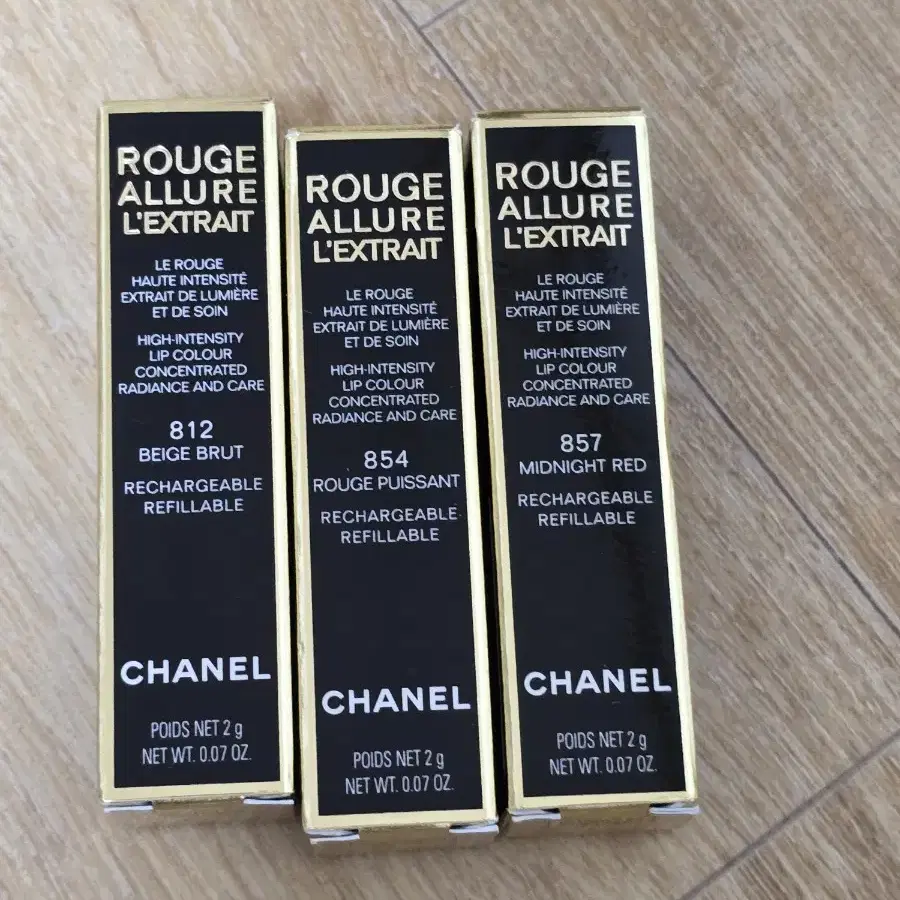 ROUGE
ALLURE
L'EXTRAIT
LE ROUGE
HAUTE INTENSITÉ
EXTRAIT DE LUMIÈRE
ET DE SOIN
HIGH-INTENSITY
LIP COLOUR
CONCENTRATED
RADIANCE AND CARE
812
BEIGE BRUT
RECHARGEABLE
REFILLABLE
CHANEL
POIDS NET 2 g
NET WT. 0.07 OZ.
ROUGE
ALLURE
L'EXTRAIT
LE ROUGE
HAUTE INTENSITÉ
EXTRAIT DE LUMIÈRE
ET DE SOIN
HIGH-INTENSITY
LIP COLOUR
CONCENTRATED
RADIANCE AND CARE
854
ROUGE PUISSANT
RECHARGEABLE
REFILLABLE
CHANEL
POIDS NET 2 g
NET WT. 0.07 OZ.
ROUGE
ALLURE
L'EXTRAIT
LE ROUGE
HAUTE INTENSITÉ
EXTRAIT DE LUMIÈRE
ET DE SOIN
HIGH-INTENSITY
LIP COLOUR
CONCENTRATED
RADIANCE AND CARE
857
MIDNIGHT RED
RECHARGEABLE
REFILLABLE
CHANEL
POIDS NET 2 g
NET WT. 0.07 OZ.